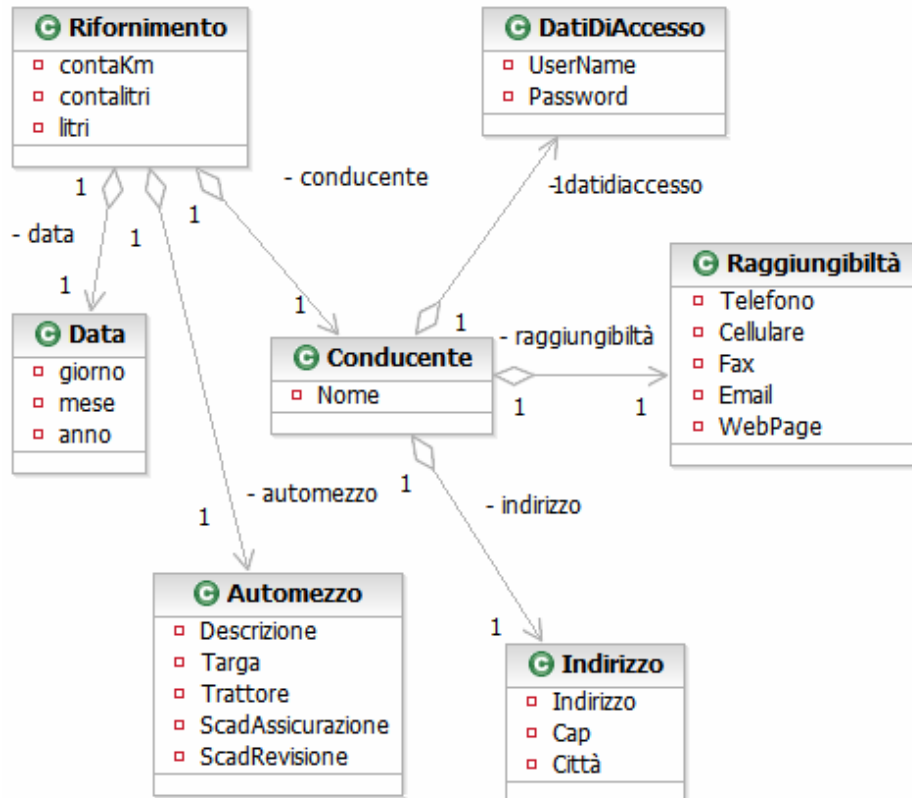 Rifornimento
contaKm
contalitri
litri
DatiDiAccesso
UserName
Password
1
1
1
- conducente
-1datidiaccesso
- data
1
1
1
Data
giorno
mese
anno
Conducente
Nome
1
- raggiungibiltà
1
1
Raggiungibiltà
Telefono
Cellulare
Fax
Email
WebPage
- automezzo
1
1
- indirizzo
1
Automezzo
Descrizione
Targa
Trattore
ScadAssicurazione
ScadRevisione
Indirizzo
Indirizzo
Cap
Città